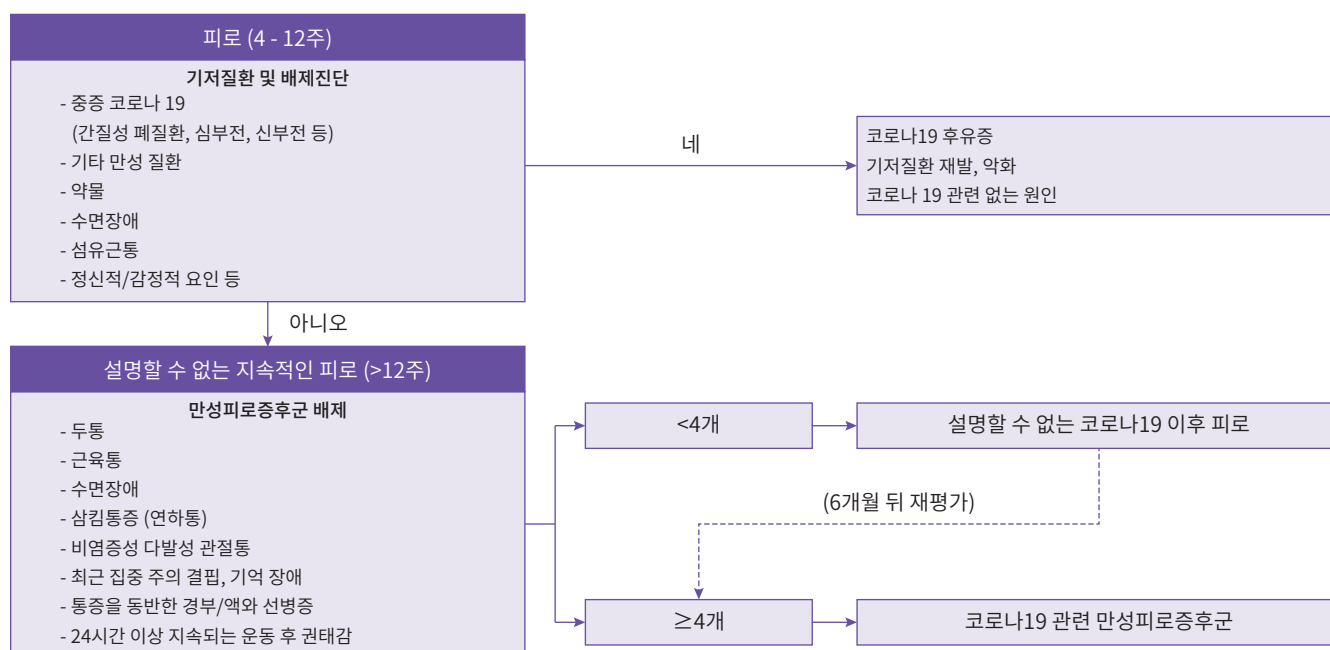 피로 (4 - 12주)
기저질환 및 배제진단
- 중증 코로나 19
(간질성 폐질환, 심부전, 신부전 등)
- 기타 만성 질환
- 약물
- 수면장애
- 섬유근통
- 정신적/감정적 요인 등
네
코로나19 후유증
기저질환 재발, 악화
코로나 19 관련 없는 원인
아니오
설명할 수 없는 지속적인 피로 (>12주)
만성피로증후군 배제
- 두통
- 근육통
- 수면장애
- 삼킴통증 (연하통)
- 비염증성 다발성 관절통
- 최근 집중 주의 결핍, 기억 장애
- 통증을 동반한 경부/액와 선병증
- 24시간 이상 지속되는 운동 후 권태감
<4개
설명할 수 없는 코로나19 이후 피로
(6개월 뒤 재평가)
≥4개
코로나19 관련 만성피로증후군